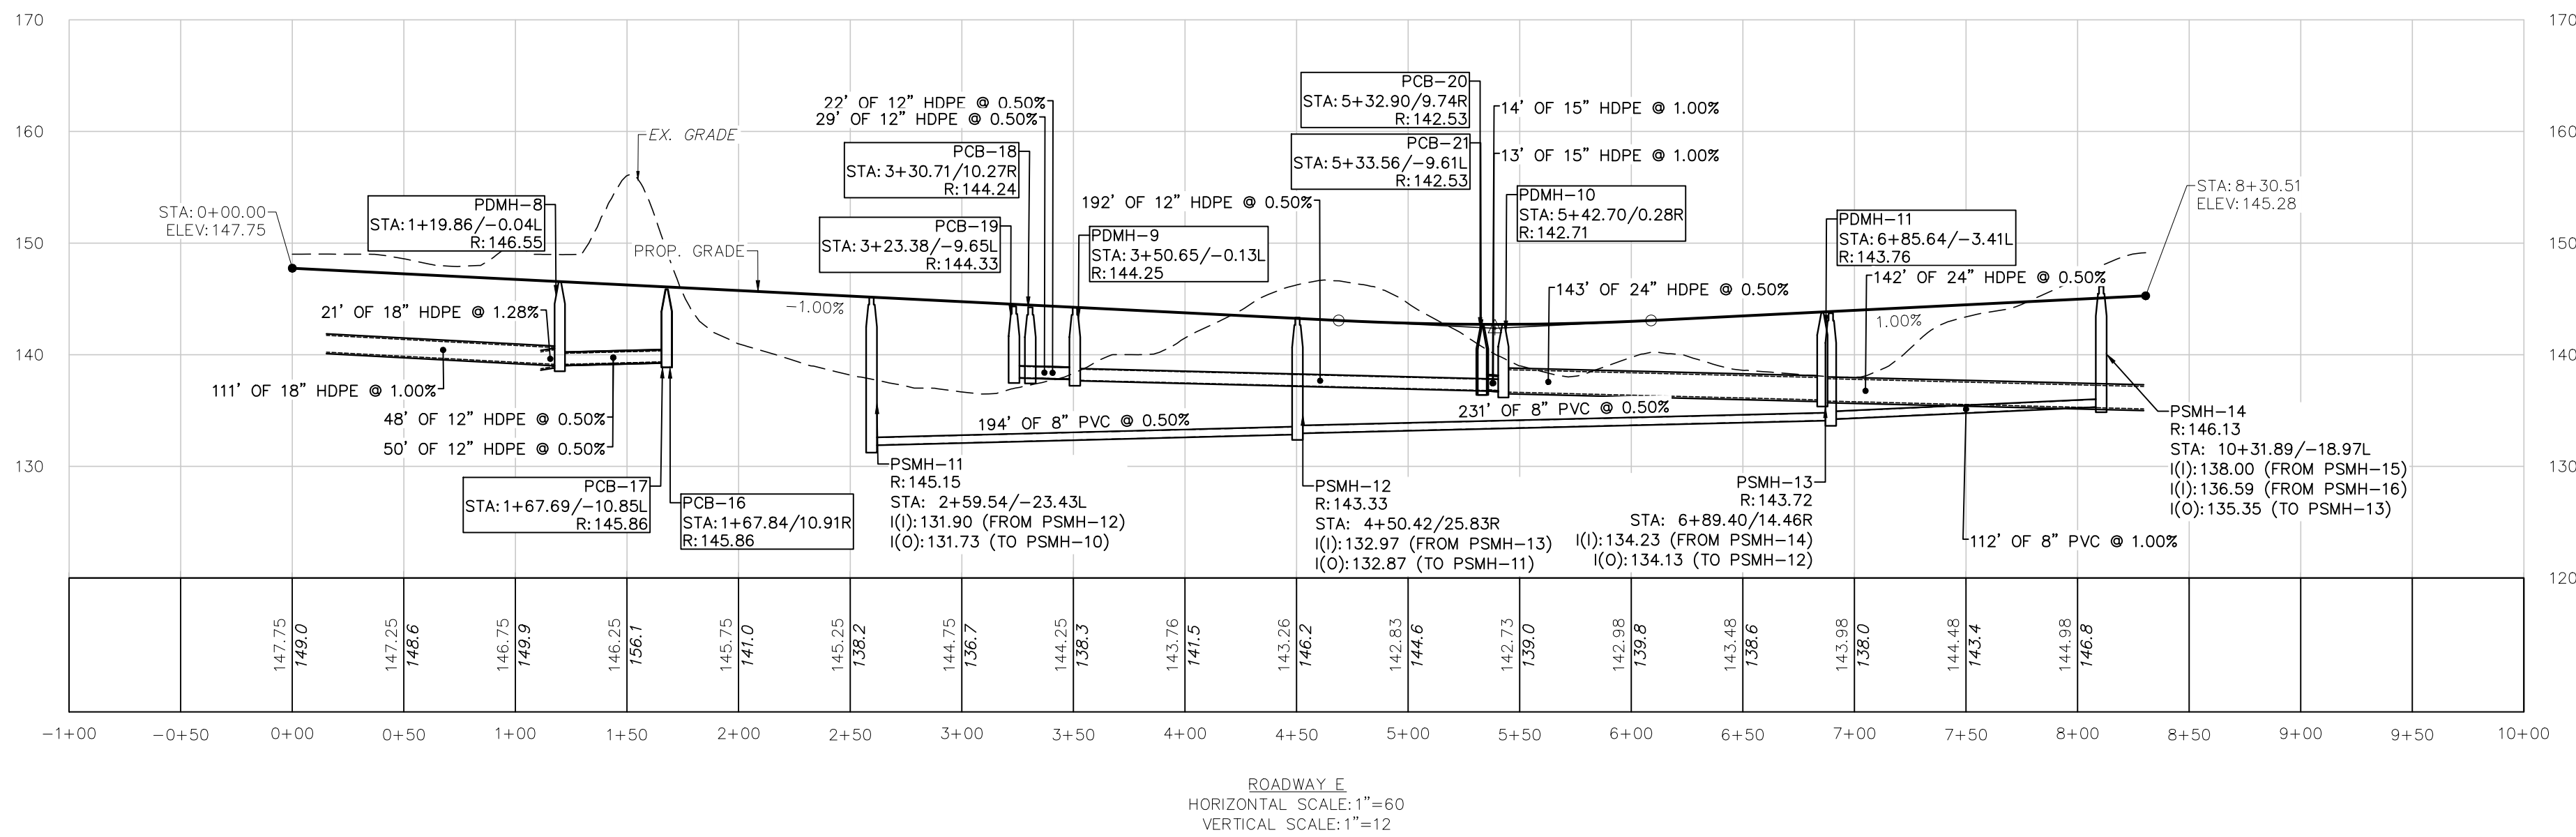 170
160
150
140
130
120
170
160
150
140
130
120
STA: 0+00.00
ELEV: 147.75
PDMH-8
STA: 1+19.86/-0.04L
R: 146.55
EX. GRADE
PROP. GRADE
-1.00%
21' OF 18" HDPE @ 1.28%
111' OF 18" HDPE @ 1.00%
48' OF 12" HDPE @ 0.50%
50' OF 12" HDPE @ 0.50%
PCB-17
STA: 1+67.69/-10.85L
R: 145.86
PCB-16
STA: 1+67.84/10.91R
R: 145.86
22' OF 12" HDPE @ 0.50%
29' OF 12" HDPE @ 0.50%
PCB-18
STA: 3+30.71/10.27R
R: 144.24
PCB-19
STA: 3+23.38/-9.65L
R: 144.33
PDMH-9
STA: 3+50.65/-0.13L
R: 144.25
192' OF 12" HDPE @ 0.50%
194' OF 8" PVC @ 0.50%
PSMH-11
R: 145.15
STA: 2+59.54/-23.43L
I(I): 131.90 (FROM PSMH-12)
I(O): 131.73 (TO PSMH-10)
PCB-20
STA: 5+32.90/9.74R
R: 142.53
PCB-21
STA: 5+33.56/-9.61L
R: 142.53
14' OF 15" HDPE @ 1.00%
13' OF 15" HDPE @ 1.00%
PDMH-10
STA: 5+42.70/0.28R
R: 142.71
143' OF 24" HDPE @ 0.50%
231' OF 8" PVC @ 0.50%
PSMH-12
R: 143.33
STA: 4+50.42/25.83R
I(I): 132.97 (FROM PSMH-13)
I(O): 132.87 (TO PSMH-11)
PDMH-11
STA: 6+85.64/-3.41L
R: 143.76
142' OF 24" HDPE @ 0.50%
1.00%
PSMH-13
R: 143.72
STA: 6+89.40/14.46R
I(I): 134.23 (FROM PSMH-14)
I(O): 134.13 (TO PSMH-12)
112' OF 8" PVC @ 1.00%
STA: 8+30.51
ELEV: 145.28
PSMH-14
R: 146.13
STA: 10+31.89/-18.97L
I(I): 138.00 (FROM PSMH-15)
I(I): 136.59 (FROM PSMH-16)
I(O): 135.35 (TO PSMH-13)
147.75
149.0
147.25
148.6
146.75
149.9
146.25
156.1
145.75
141.0
145.25
138.2
144.75
136.7
144.25
138.3
143.76
141.5
143.26
146.2
142.83
144.6
142.73
139.0
142.98
139.8
143.48
138.6
143.98
138.0
144.48
143.4
144.98
146.8
-1+00 -0+50 0+00 0+50 1+00 1+50 2+00 2+50 3+00 3+50 4+00 4+50 5+00 5+50 6+00 6+50 7+00 7+50 8+00 8+50 9+00 9+50 10+00
ROADWAY E
HORIZONTAL SCALE: 1"=60
VERTICAL SCALE: 1"=12